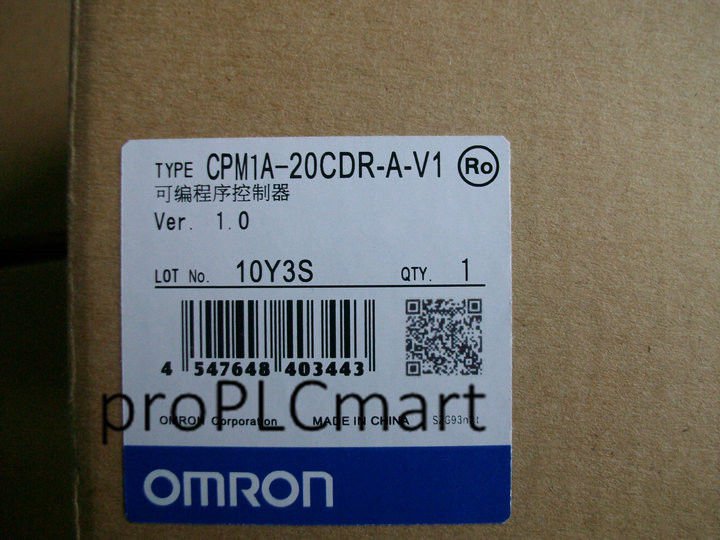 TYPE CPM1A-20CDR-A-V1 Ro
可编程序控制器
Ver. 1.0
LOT No. 10Y3S QTY. 1
4 547648 403443
proPLCmart
OMRON Corporation MADE IN CHINA
OMRON